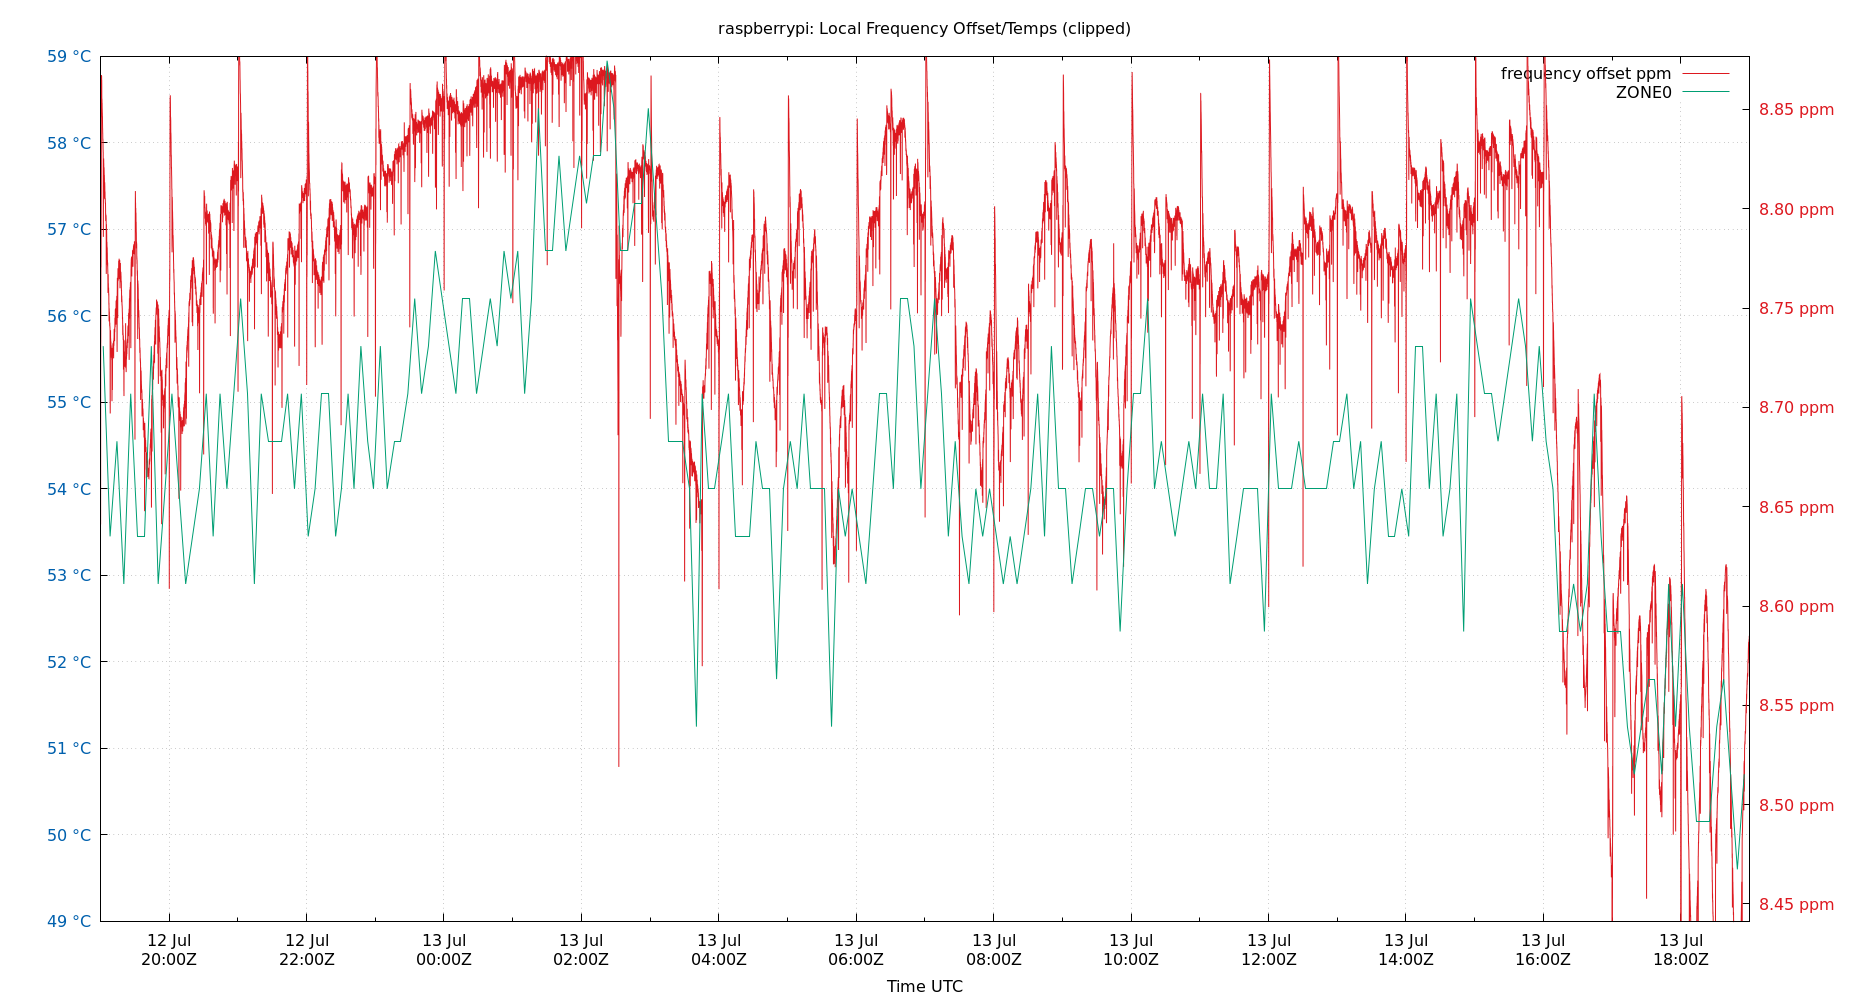 raspberrypi: Local Frequency Offset/Temps (clipped)
frequency offset ppm
ZONE0
59 °C
58 °C
57 °C
56 °C
55 °C
54 °C
53 °C
52 °C
51 °C
50 °C
49 °C
8.85 ppm
8.80 ppm
8.75 ppm
8.70 ppm
8.65 ppm
8.60 ppm
8.55 ppm
8.50 ppm
8.45 ppm
12 Jul 12 Jul 13 Jul 13 Jul 13 Jul 13 Jul 13 Jul 13 Jul 13 Jul 13 Jul 13 Jul 13 Jul
20:00Z 22:00Z 00:00Z 02:00Z 04:00Z 06:00Z 08:00Z 10:00Z 12:00Z 14:00Z 16:00Z 18:00Z
Time UTC